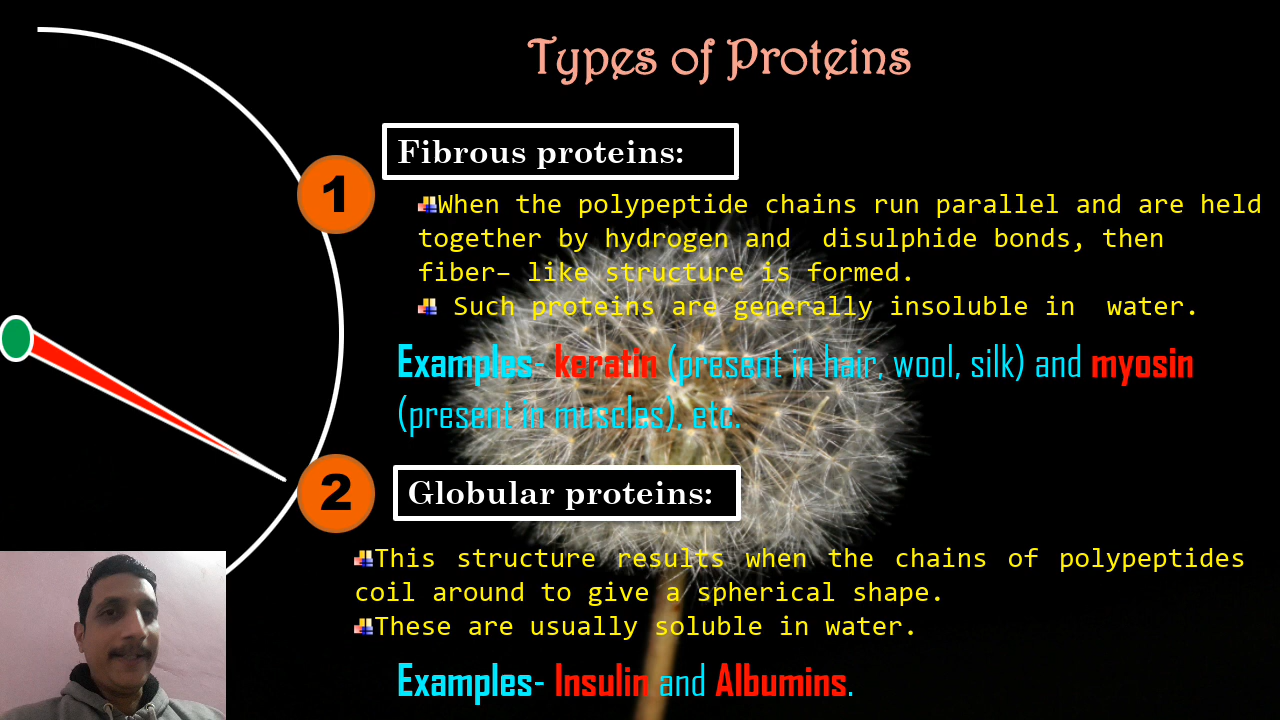 Types of Proteins
1
Fibrous proteins:
When the polypeptide chains run parallel and are held
together by hydrogen and disulphide bonds, then
fiber– like structure is formed.
Such proteins are generally insoluble in water.
Examples- keratin (present in hair, wool, silk) and myosin
(present in muscles), etc.
2
Globular proteins:
This structure results when the chains of polypeptides
coil around to give a spherical shape.
These are usually soluble in water.
Examples- Insulin and Albumins.